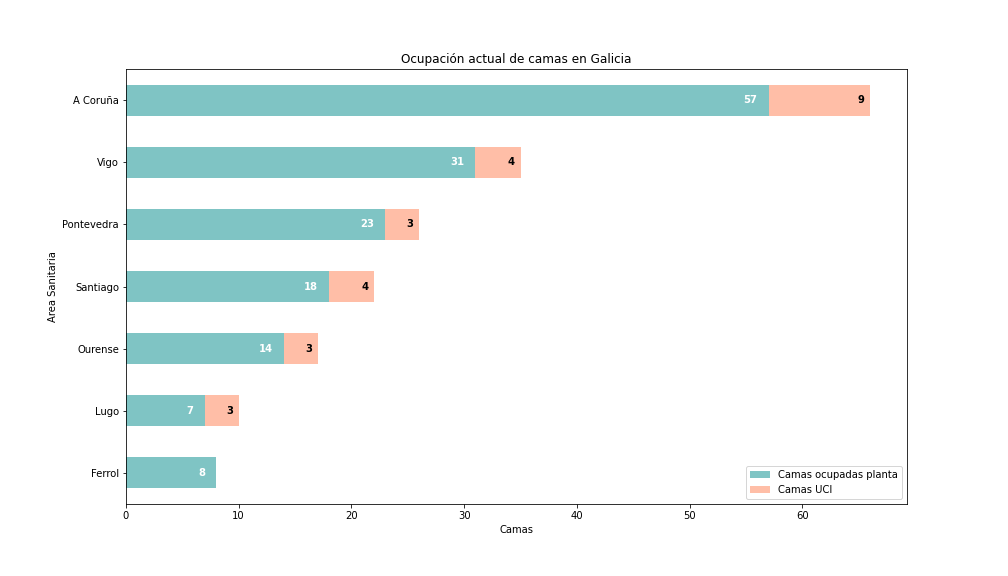 Ocupación actual de camas en Galicia
A Coruña
57
9
Vigo
31
4
Pontevedra
23
3
Santiago
18
4
Ourense
14
3
Lugo
7
3
Ferrol
8
Area Sanitaria
Camas ocupadas planta
Camas UCI
0 10 20 30 40 50 60
Camas